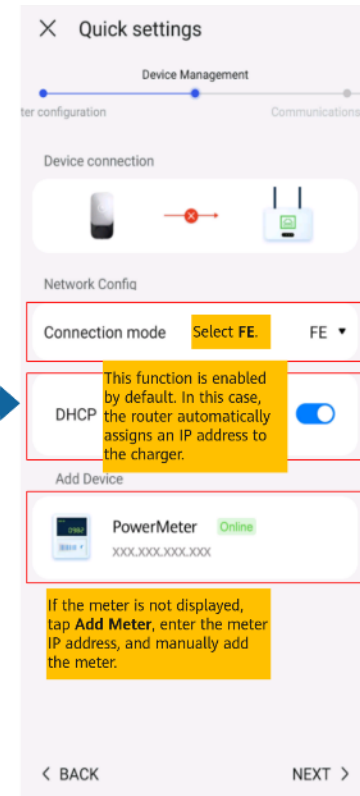 Quick settings
Device Management
ter configuration
Communications
Device connection
Network Config
Connection mode
Select FE.
FE
This function is enabled
by default. In this case,
DHCP
the router automatically
assigns an IP address to
the charger.
Add Device
PowerMeter
Online
XXX.XXX.XXX.XXX
If the meter is not displayed,
tap Add Meter, enter the meter
IP address, and manually add
the meter.
BACK
NEXT